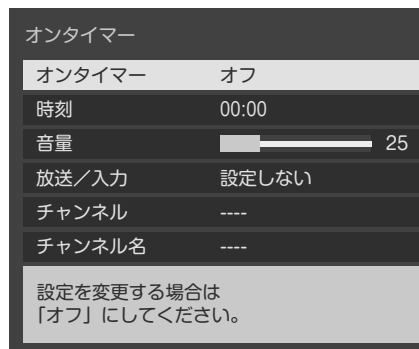 オンタイマー
オンタイマー オフ
時刻 00:00
音量 25
放送／入力 設定しない
チャンネル ----
チャンネル名 ----
設定を変更する場合は
「オフ」にしてください。